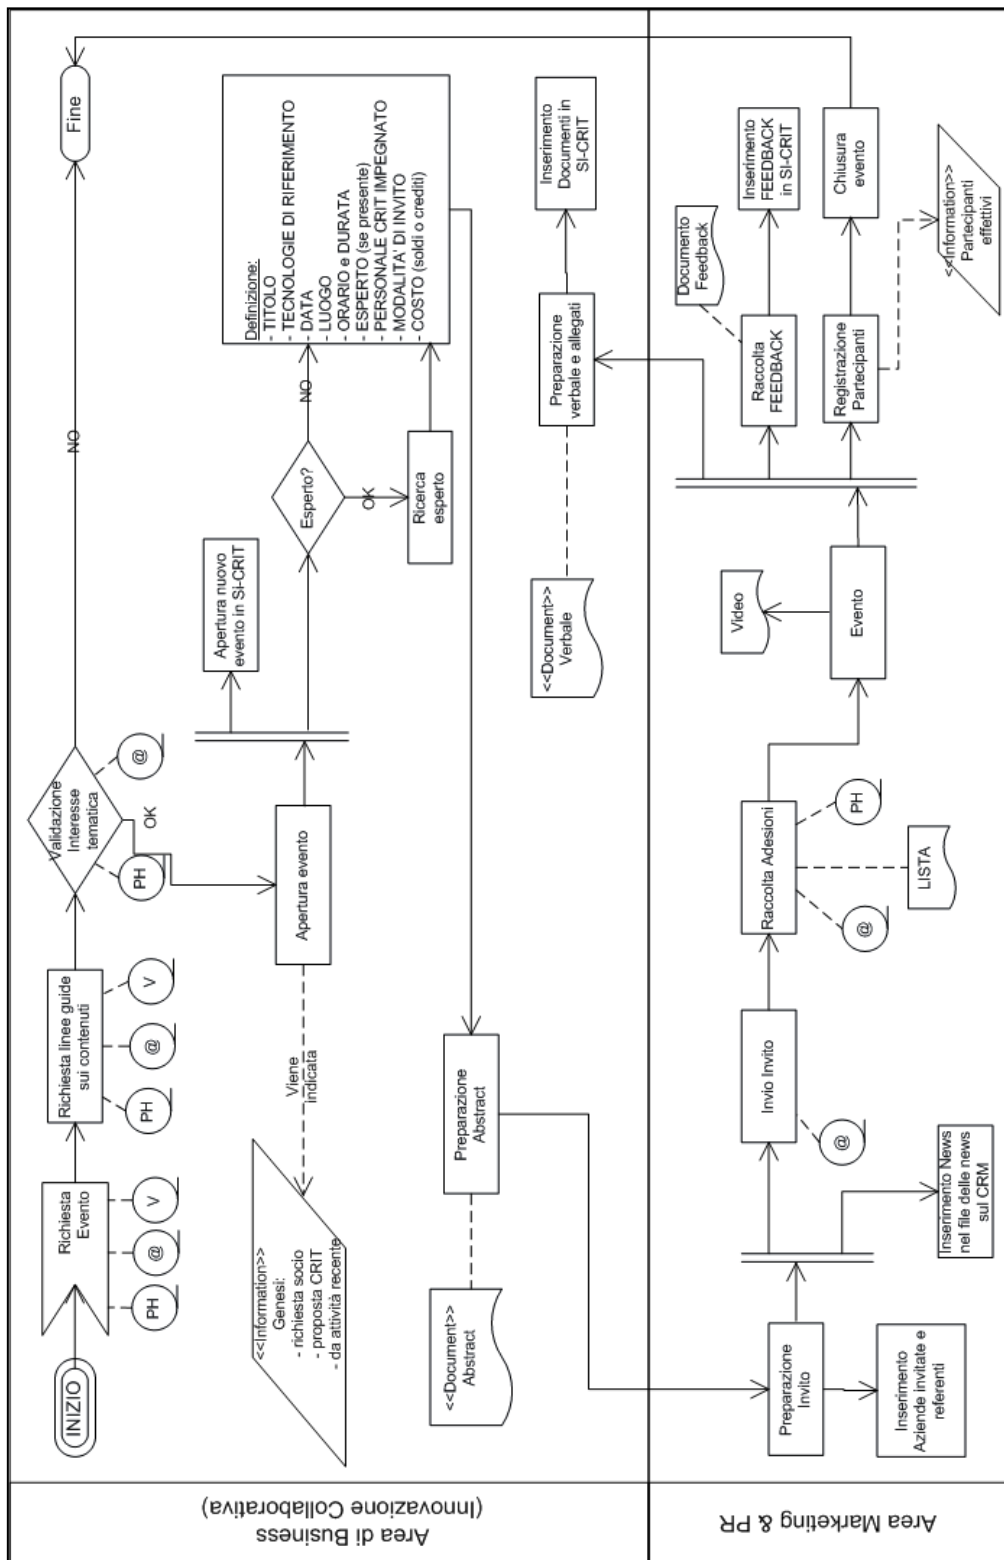 INIZIO
Richiesta
Evento
PH
@
V
Richiesta linee guide
sui contenuti
PH
@
V
Validazione
Interesse
tematica
PH
@
OK
NO
Fine
Apertura evento
Viene
indicata
<<Information>>
Genesi:
- richiesta socio
- proposta CRIT
- da attività recente
Apertura nuovo
evento in Si-CRIT
Esperto?
NO
OK
Ricerca
esperto
Definizione:
- TITOLO
- TECNOLOGIE DI RIFERIMENTO
- DATA
- LUOGO
- ORARIO e DURATA
- ESPERTO (se presente)
- PERSONALE CRIT IMPEGNATO
- MODALITA' DI INVITO
- COSTO (soldi o crediti)
Preparazione
Abstract
<<Document>>
Abstract
<<Document>>
Verbale
Preparazione
verbale e allegati
Inserimento
Documenti in
SI-CRIT
Area di Business
(Innovazione Collaborativa)
Preparazione
Invito
Inserimento
Aziende invitate e
referenti
Inserimento News
nel file delle news
sul CRM
Invio Invito
@
Raccolta Adesioni
@
LISTA
PH
Evento
Video
Raccolta
FEEDBACK
Documento
Feedback
Inserimento
FEEDBACK
in SI-CRIT
Registrazione
Partecipanti
Chiusura
evento
<<Information>>
Partecipanti
effettivi
Area Marketing & PR